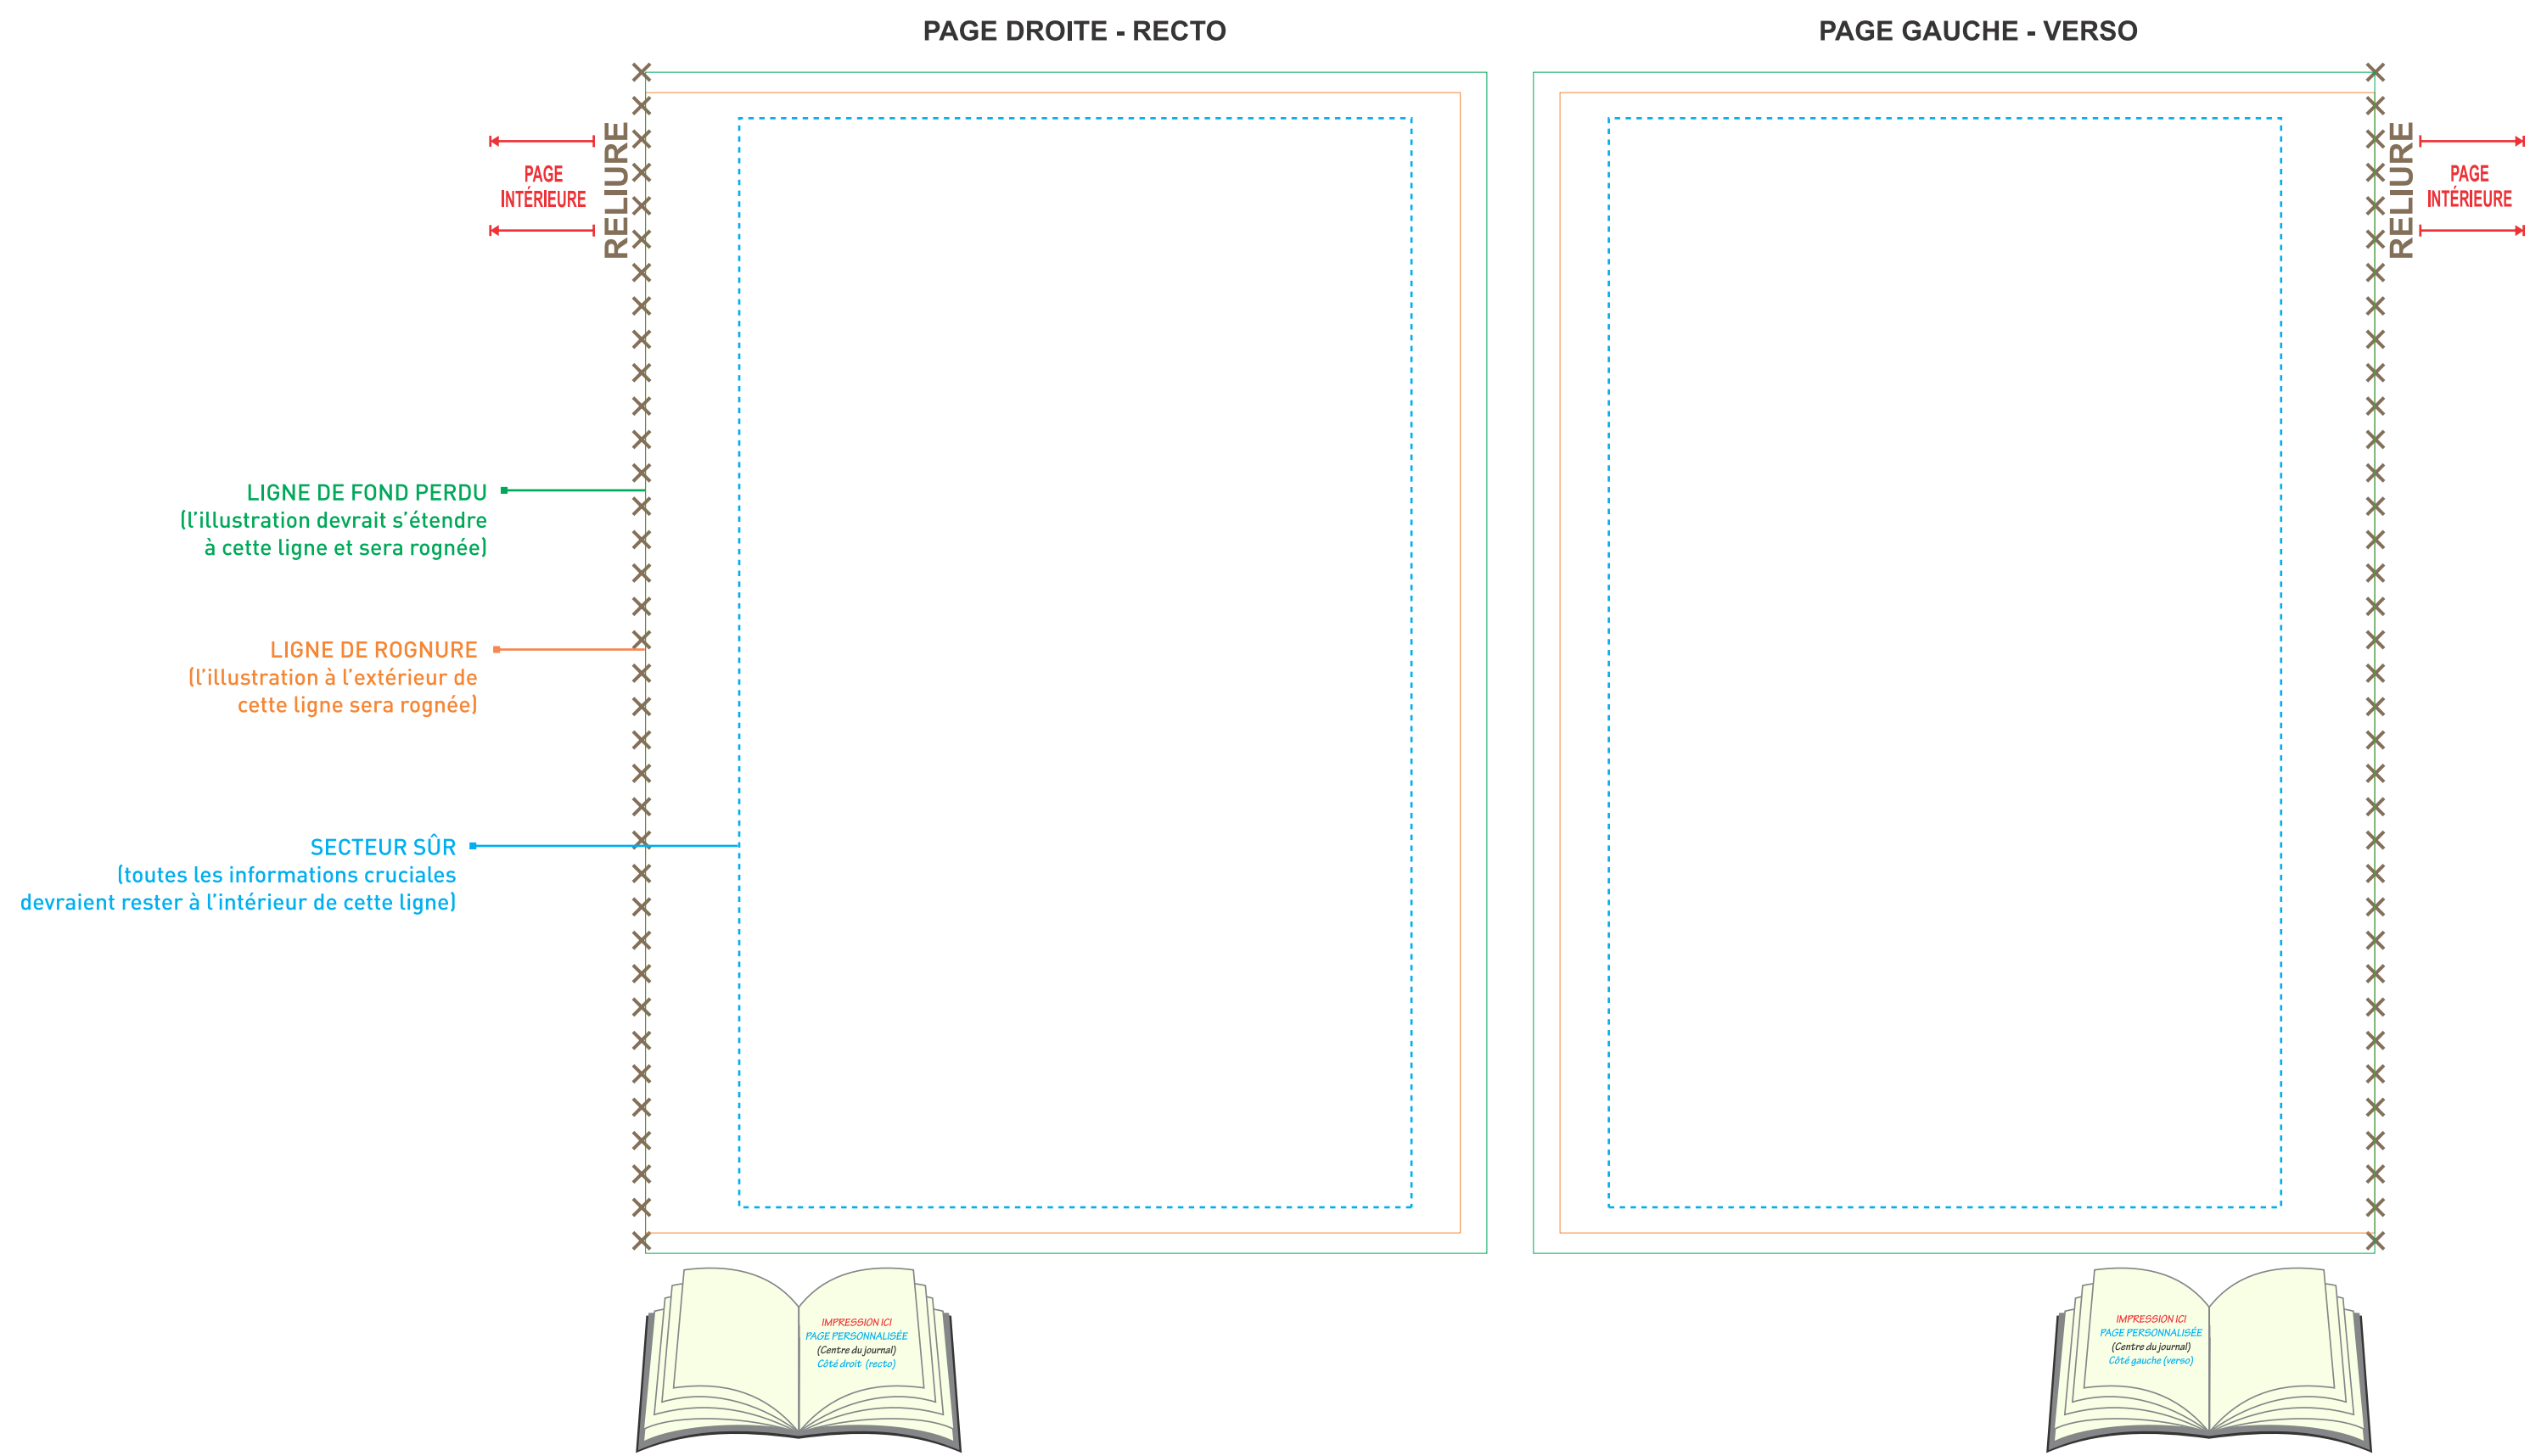 PAGE DROITE - RECTO
PAGE GAUCHE - VERSO
PAGE
INTÉRIEURE
RELIURE
RELIURE
PAGE
INTÉRIEURE
LIGNE DE FOND PERDU
(l’illustration devrait s’étendre
à cette ligne et sera rognée)
LIGNE DE ROGNURE
(l’illustration à l’extérieur de
cette ligne sera rognée)
SECTEUR SÛR
(toutes les informations cruciales
devraient rester à l’intérieur de cette ligne)
IMPRESSION ICI
PAGE PERSONNALISÉE
(Centre du journal)
Côté droit (recto)
IMPRESSION ICI
PAGE PERSONNALISÉE
(Centre du journal)
Côté gauche (verso)